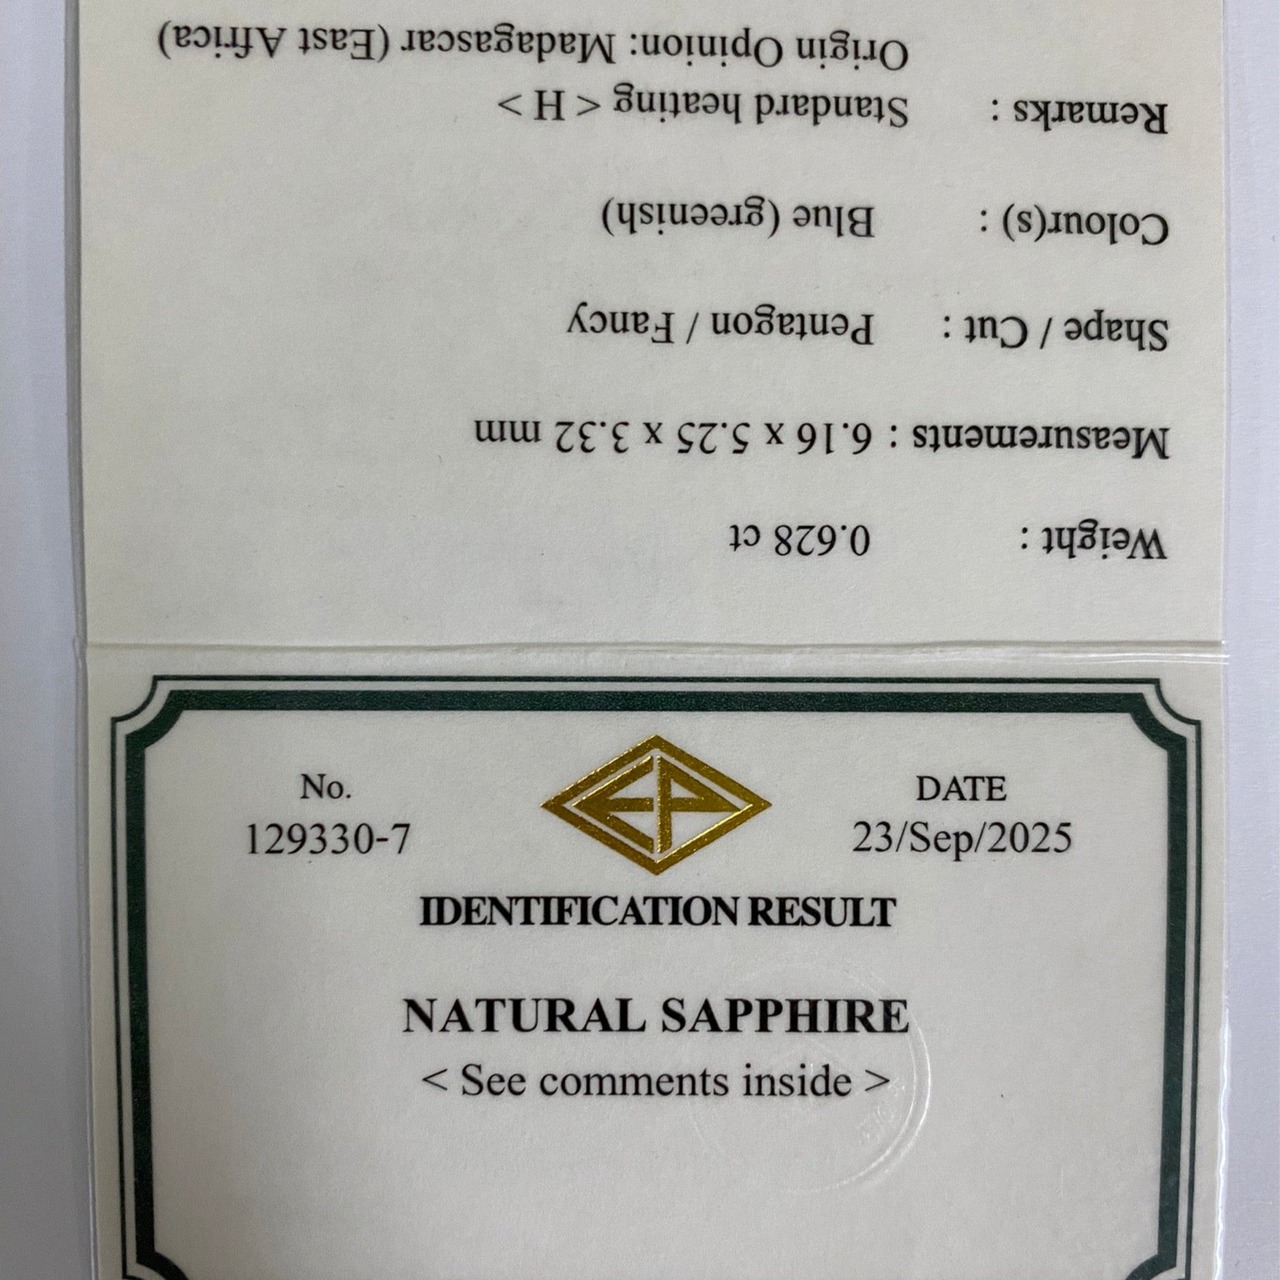 Weight : 0.628 ct
Measurements : 6.16 x 5.25 x 3.32 mm
Shape / Cut : Pentagon / Fancy
Colour(s) : Blue (greenish)
Remarks : Standard heating < H >
Origin Opinion: Madagascar (East Africa)
No.
129330-7
EP
DATE
23/Sep/2025
IDENTIFICATION RESULT
NATURAL SAPPHIRE
< See comments inside >